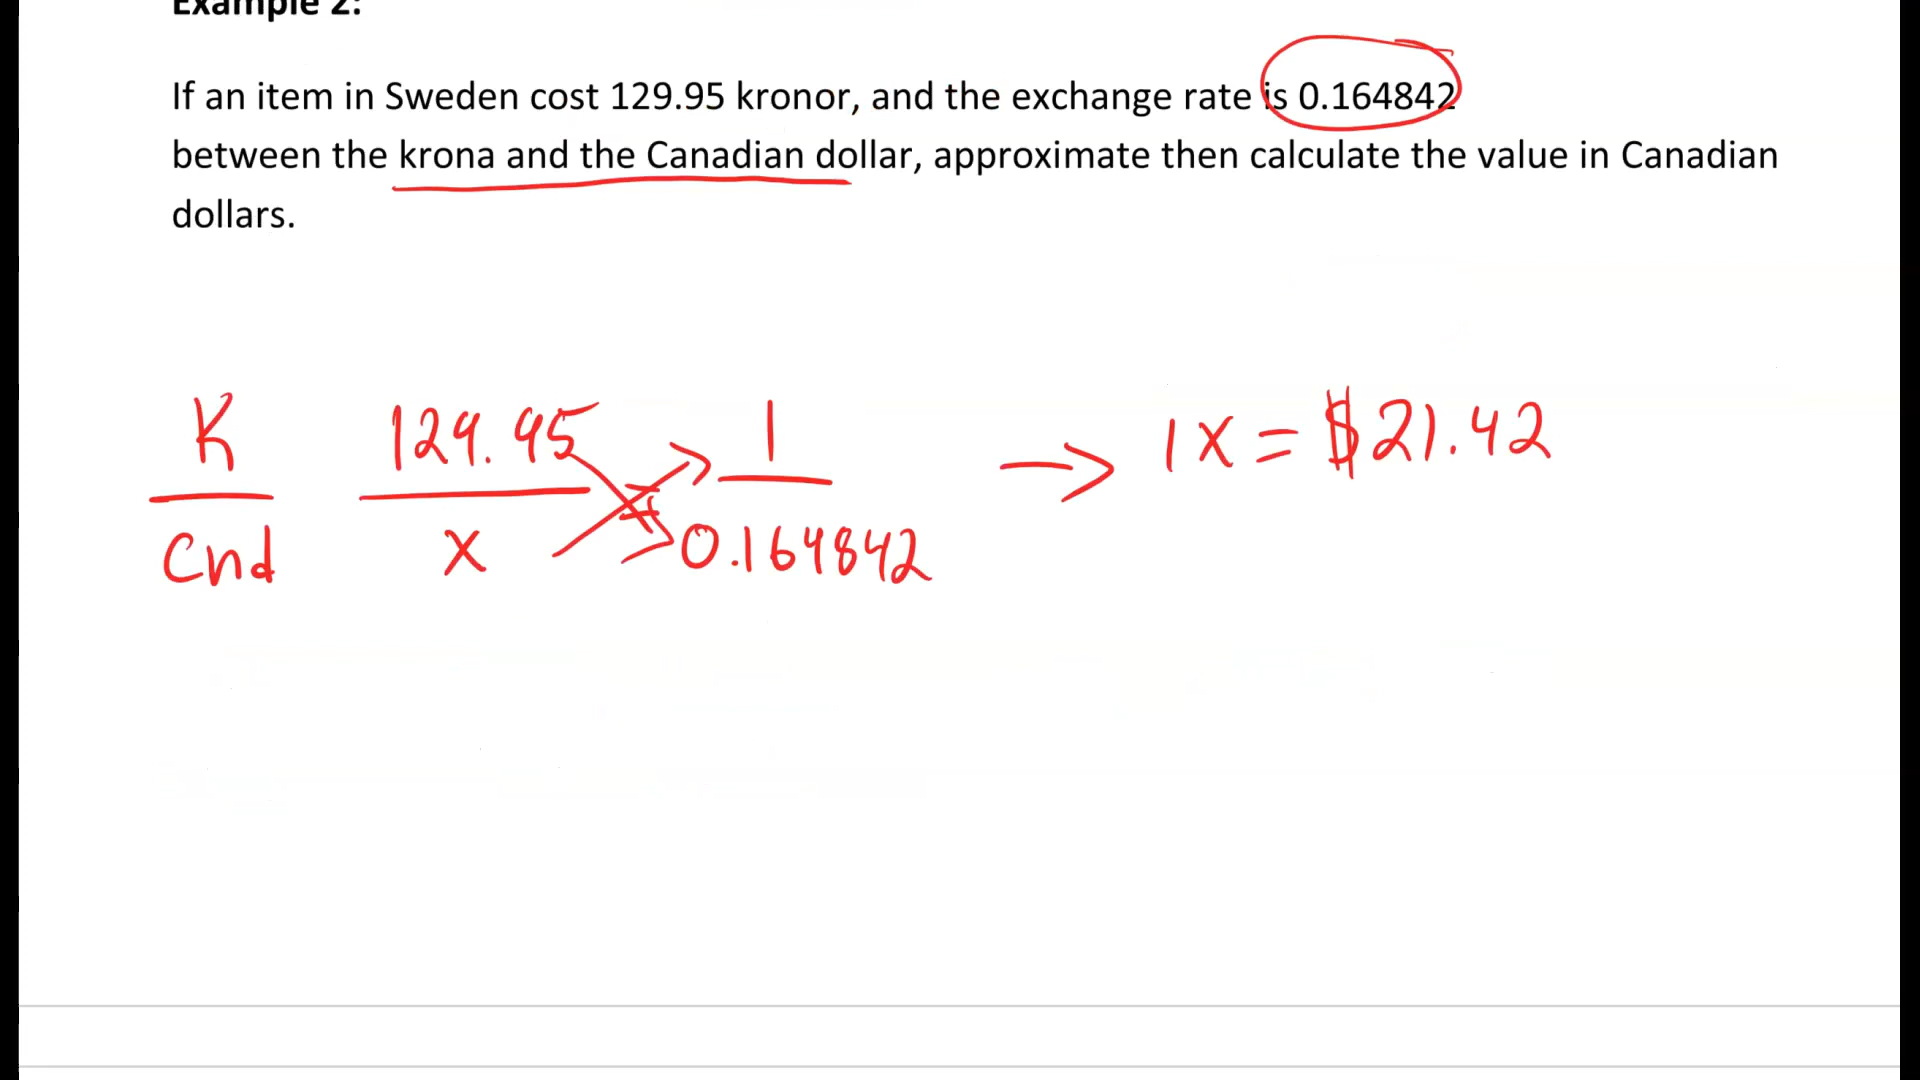 Example 2:
If an item in Sweden cost 129.95 kronor, and the exchange rate is 0.164842
between the krona and the Canadian dollar, approximate then calculate the value in Canadian
dollars.
K 129.95 1 → 1x = $21.42
Cnd x = 0.164842